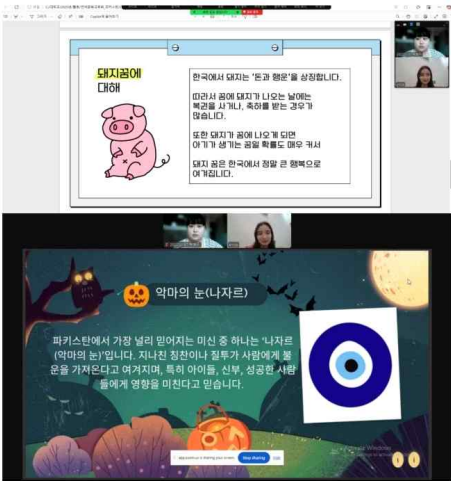 돼지꿈에
대해
한국에서 돼지는 '돈과 행운'을 상징합니다.
따라서 꿈에 돼지가 나오는 날에는
복권을 사거나, 축하를 받는 경우가
많습니다.
또한 돼지가 꿈에 나오게 되면
아기가 생기는 꿈일 확률도 매우 커서
돼지 꿈은 한국에서 정말 큰 행복으로
여겨집니다.
악마의 눈(나자르)
파키스탄에서 가장 널리 믿어지는 미신 중 하나는 '나자르
(악마의 눈)'입니다. 지나친 칭찬이나 질투가 사람에게 불
운을 가져온다고 여겨지며, 특히 아이들, 신부, 성공한 사람
들에게 영향을 미친다고 믿습니다.
Stop sharing